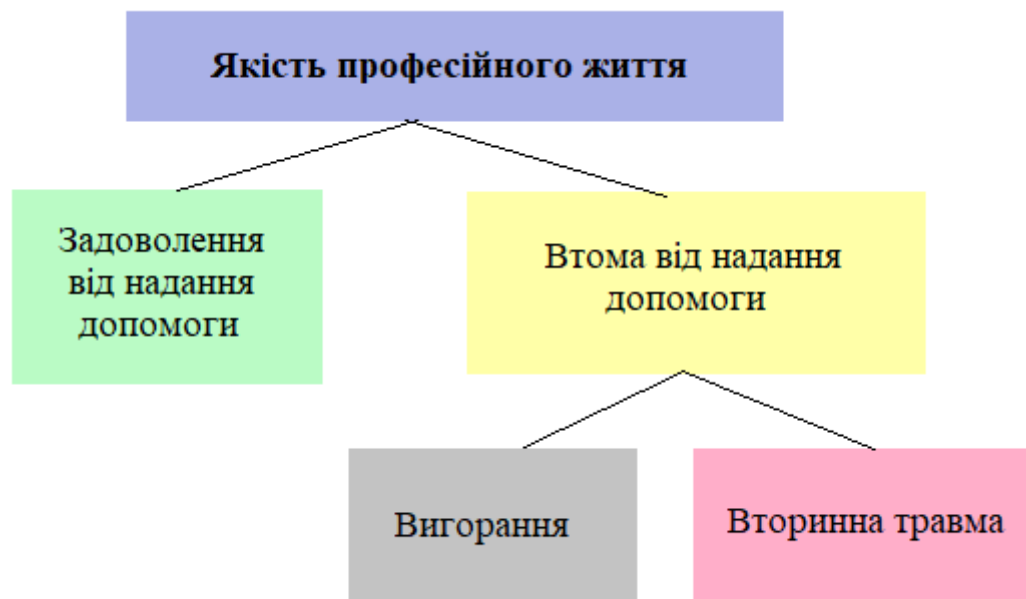 Якість професійного життя
Задоволення
від надання
допомоги
Втома від надання
допомоги
Вигорання
Вторинна травма